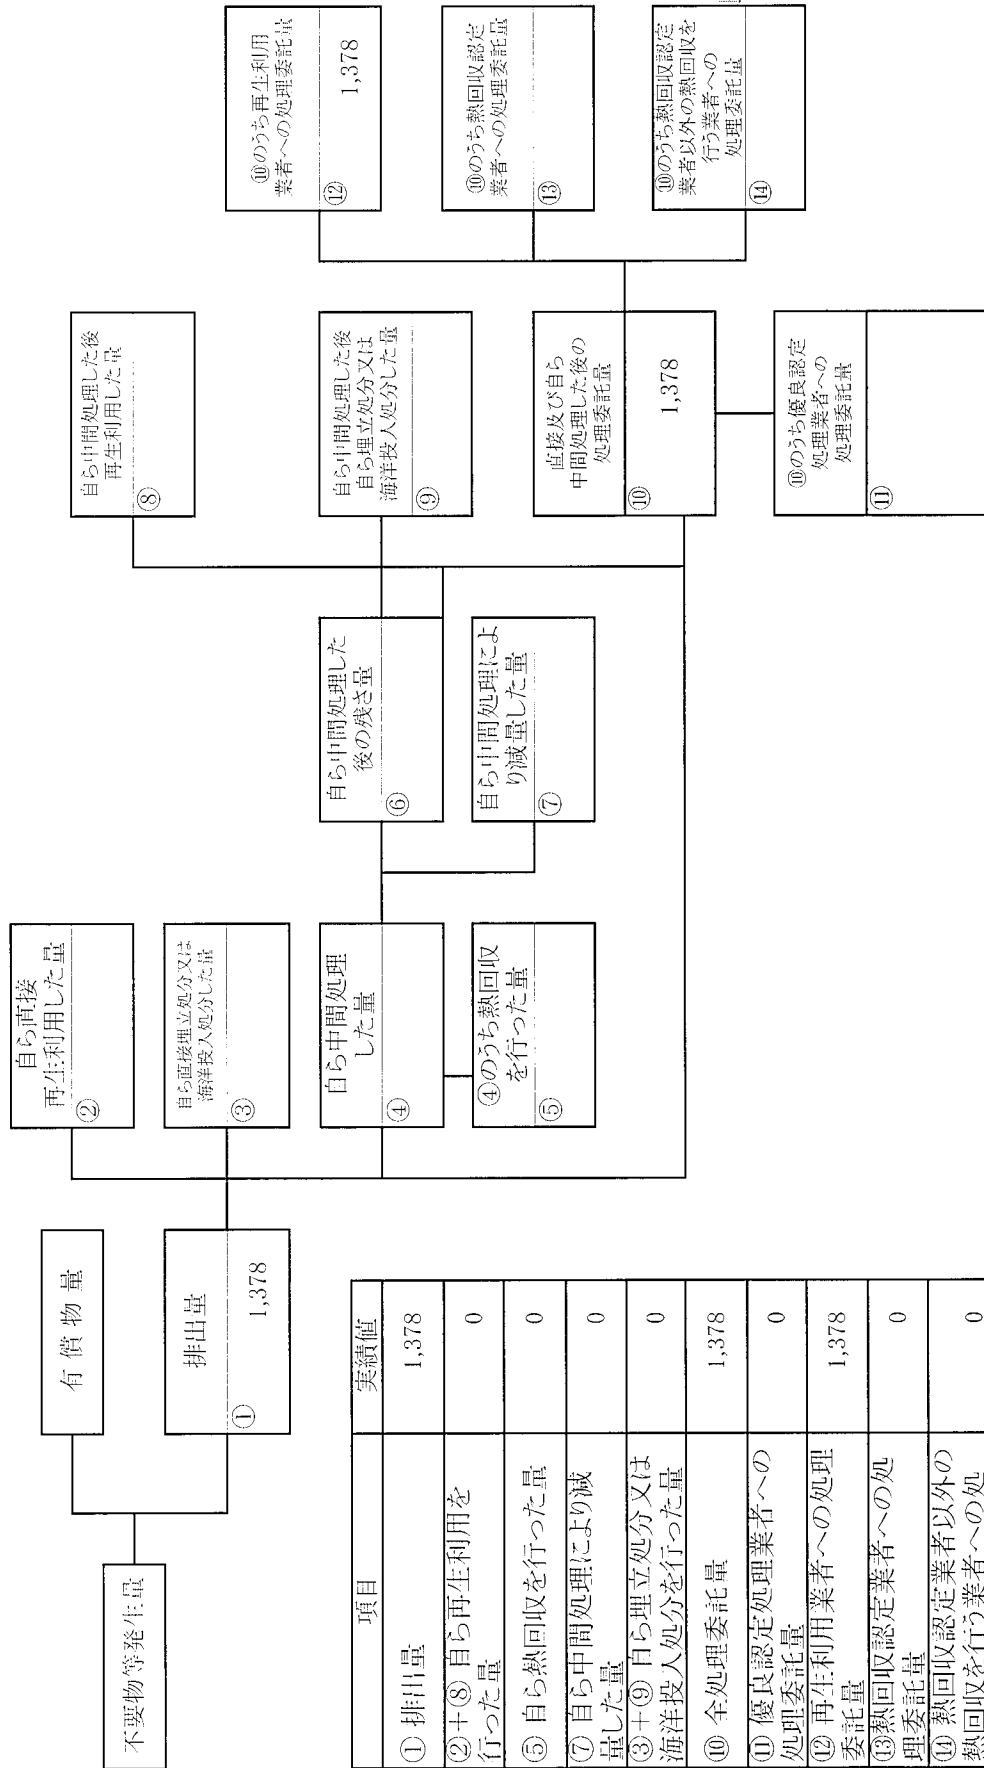 不要物等発生量
有償物量
排出量
①
1,378
自ら直接
再生利用した量
②
自ら直接埋立処分又は
海洋投入処分した量
③
自ら中間処理
した量
④
④のうち熱回収
を行った量
⑤
自ら中間処理した
後の残さ量
⑥
自ら中間処理によ
り減量した量
⑦
自ら中間処理した後
再生利用した量
⑧
自ら中間処理した後
自ら埋立処分又は
海洋投入処分した量
⑨
直接及び自ら
中間処理した後の
処理委託量
⑩
1,378
⑩のうち優良認定
処理業者への
処理委託量
⑪
⑩のうち再生利用
業者への処理委託量
⑫
1,378
⑩のうち熱回収認定
業者への処理委託量
⑬
⑩のうち熱回収認定
業者以外の熱回収を
行う業者への
処理委託量
⑭
項目 実績値
①排出量 1,378
②+⑧ 自ら再生利用を
行った量 0
⑤ 自ら熱回収を行った量 0
⑦ 自ら中間処理により減
量した量 0
③+⑨ 自ら埋立処分又は
海洋投入処分を行った量 0
⑩ 全処理委託量 1,378
⑪ 優良認定処理業者への
処理委託量 0
⑫ 再生利用業者への処理
委託量 1,378
⑬熱回収認定業者への処
理委託量 0
⑭ 熱回収認定業者以外の
熱回収を行う業者への処 0